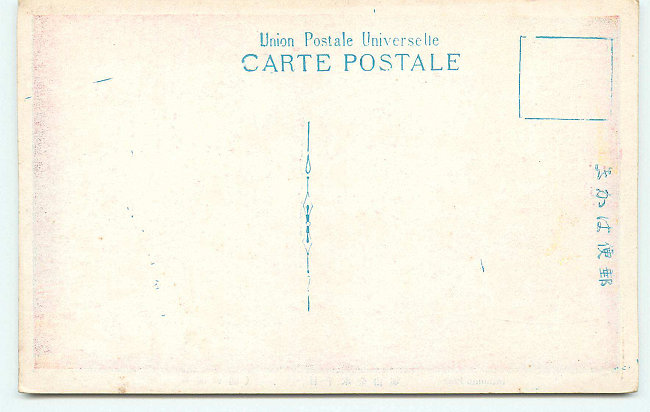 Union Postale Universelle
CARTE POSTALE
郵便はかき